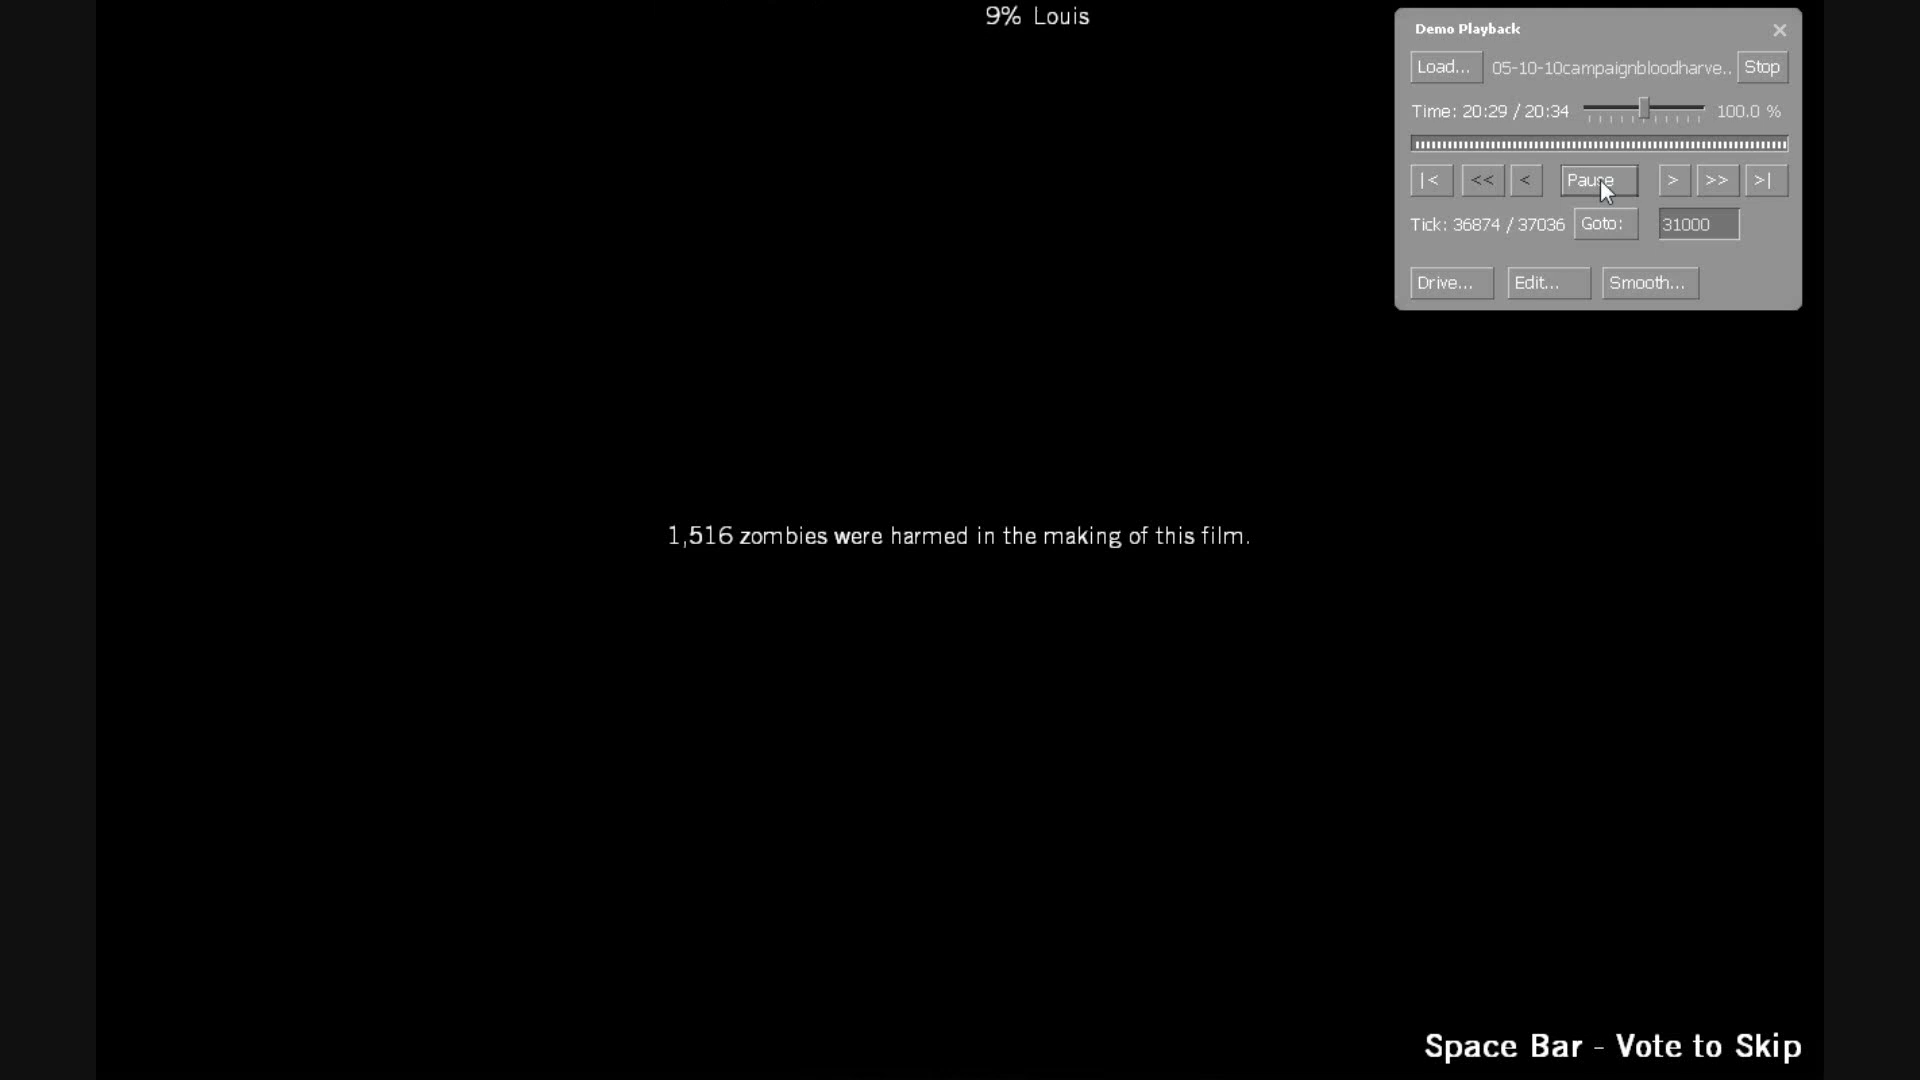 9% Louis
Demo Playback
Load... 05-10-10campaignbloodharve.. Stop
Time: 20:29 / 20:34 100.0 %
|< << < Pause > >> >|
Tick: 36874 / 37036 Goto: 31000
Drive... Edit... Smooth...
1,516 zombies were harmed in the making of this film.
Space Bar - Vote to Skip